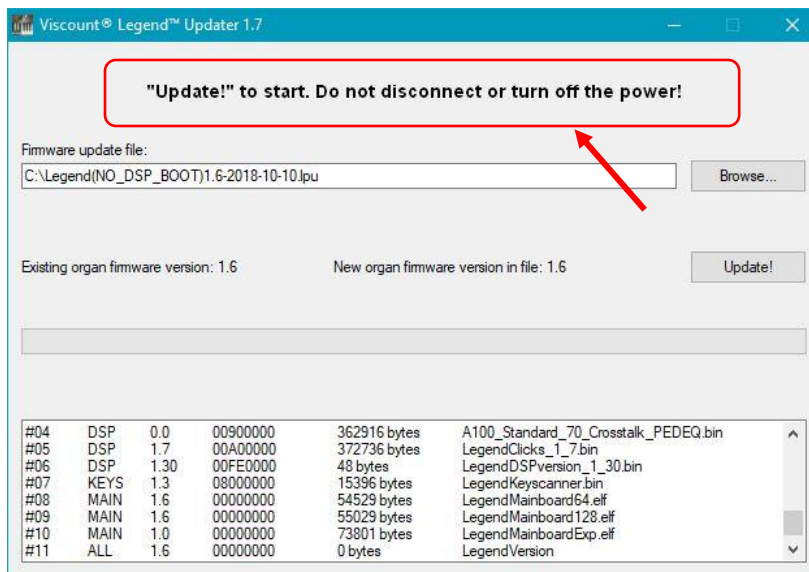 Viscount® Legend™ Updater 1.7
"Update!" to start. Do not disconnect or turn off the power!
Firmware update file:
C:\Legend(NO_DSP_BOOT)1.6-2018-10-10.lpu
Browse...
Existing organ firmware version: 1.6 New organ firmware version in file: 1.6 Update!
#04 DSP 0.0 00900000 362916 bytes A100_Standard_70_Crosstalk_PEDEQ.bin
#05 DSP 1.7 00A00000 372736 bytes LegendClicks_1_7.bin
#06 DSP 1.30 00FE0000 48 bytes LegendDSPversion_1_30.bin
#07 KEYS 1.3 08000000 15396 bytes LegendKeyscanner.bin
#08 MAIN 1.6 00000000 54529 bytes LegendMainboard64.elf
#09 MAIN 1.6 00000000 55029 bytes LegendMainboard128.elf
#10 MAIN 1.0 00000000 73801 bytes LegendMainboardExp.elf
#11 ALL 1.6 00000000 0 bytes LegendVersion